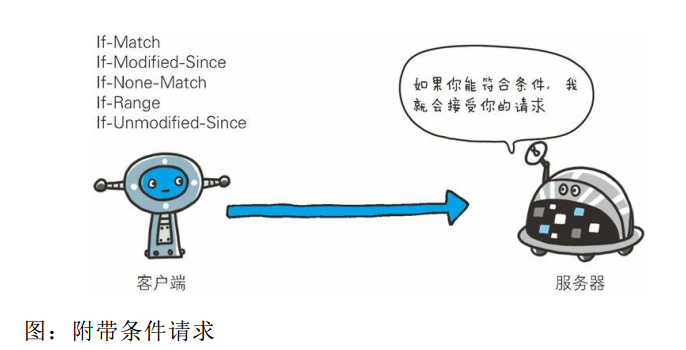 If-Match
If-Modified-Since
If-None-Match
If-Range
If-Unmodified-Since
如果你能符合条件，我
就会接受你的请求
客户端
服务器
图：附带条件请求